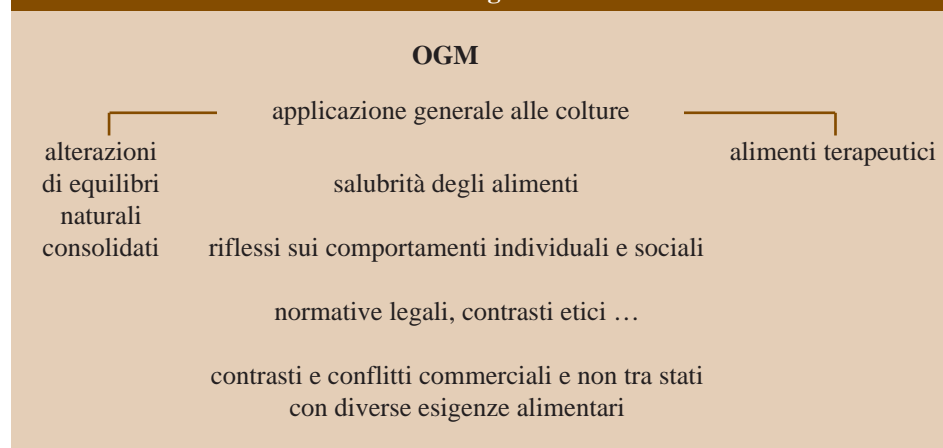 OGM
applicazione generale alle colture
alterazioni
di equilibri
naturali
consolidati
alimenti terapeutici
salubrità degli alimenti
riflessi sui comportamenti individuali e sociali
normative legali, contrasti etici …
contrasti e conflitti commerciali e non tra stati
con diverse esigenze alimentari